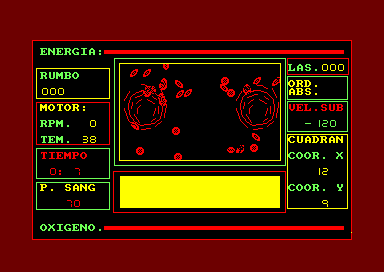 ENERGIA:
RUMBO
000
MOTOR:
RPM. 0
TEM. 38
TIEMPO
0: 7
P. SANG
70
OXIGENO.
LAS.000
ORD.
ABS.
VEL.SUB
-120
CUADRAN
COOR. X
12
COOR. Y
9